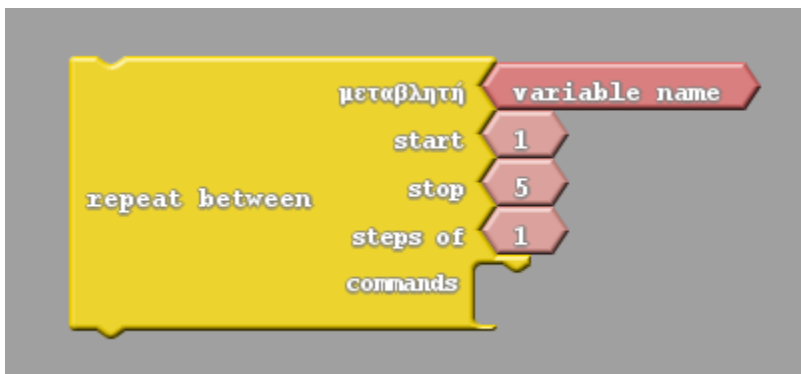 μεταβλητή variable name
start 1
stop 5
repeat between
steps of 1
commands